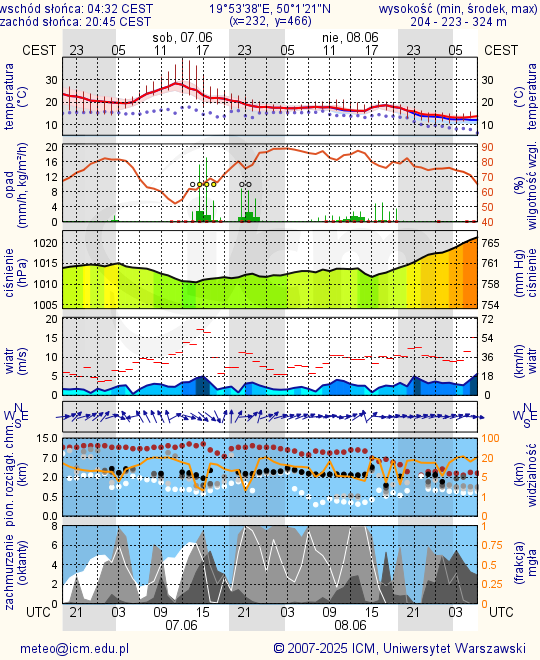 wschód słońca: 04:32 CEST 19°53'38"E, 50°1'21"N wysokość (min, środek, max)
zachód słońca: 20:45 CEST (x=232, y=466) 204 - 223 - 324 m
sob, 07.06 nie, 08.06
CEST 23 05 11 17 23 05 11 17 23 05 CEST
temperatura (°C) 30 20 10 30 20 10 temperatura (°C)
opad (mm/h, kg/m²/h) 20 16 12 8 4 0 90 80 70 60 50 40 wilgotność wzgl. (%)
ciśnienie (hPa) 1020 1015 1010 1005 765 761 758 754 ciśnienie (mm Hg)
wiatr (m/s) 20 15 10 5 0 72 54 36 18 0 wiatr (km/h)
N W E S N W E S
pion. rozciągł. chm. (km) 15.0 7.0 2.0 0.5 0.0 100 20 5 1 0 widzialność (km)
zachmurzenie (oktanty) 8 6 4 2 0 1 0.75 0.5 0.25 0 (frakcja) mgła
UTC 21 03 09 15 21 03 09 15 21 03 UTC
07.06 08.06
meteo@icm.edu.pl © 2007-2025 ICM, Uniwersytet Warszawski